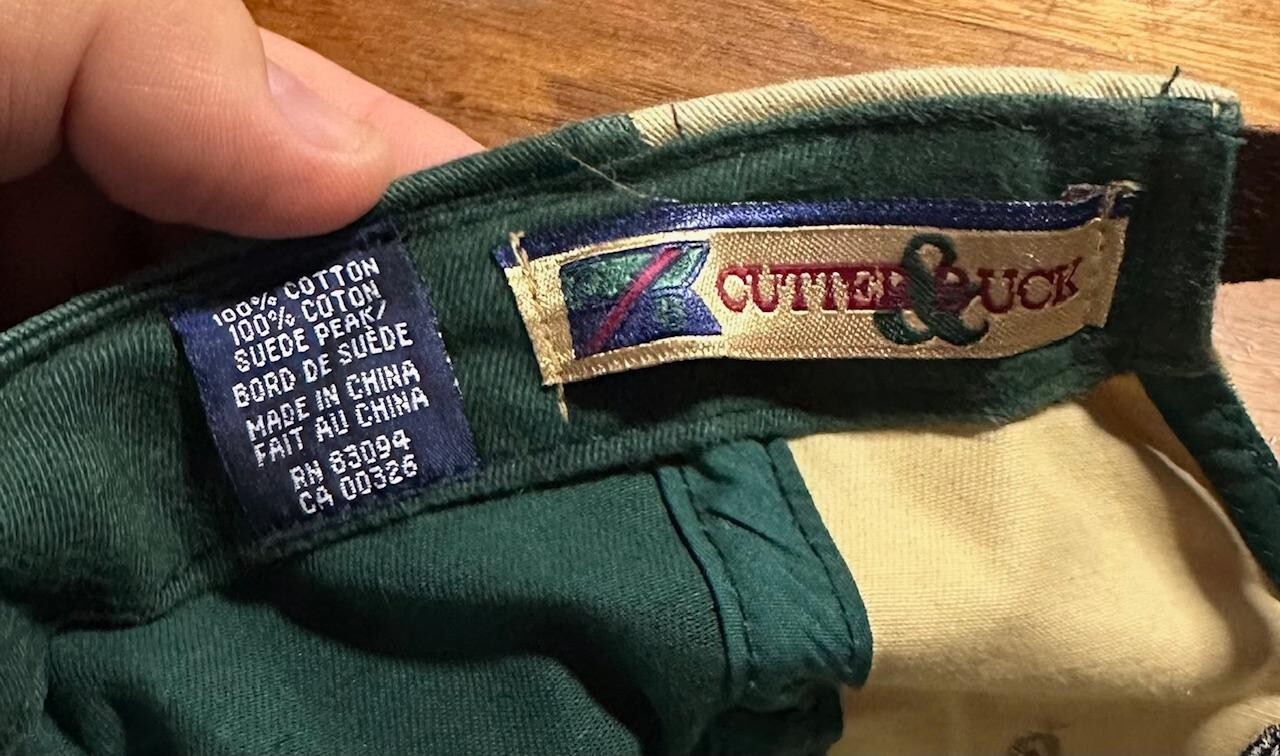 100% COTTON
100% COTON
SUEDE PEAK/
BORD DE SUÈDE
MADE IN CHINA
FAIT AU CHINA
RN 83094
CA 00326
CUTTER & BUCK